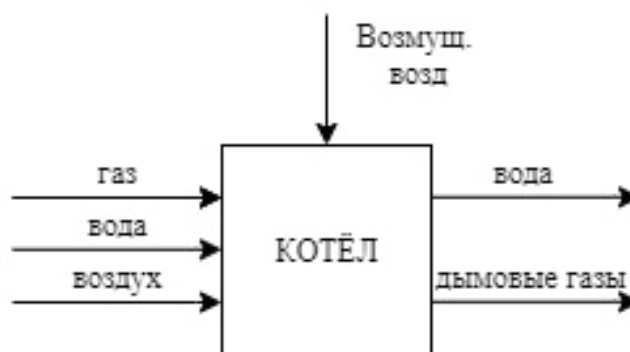 Возмущ.
возд
газ
вода
воздух
КОТЁЛ
вода
дымовые газы